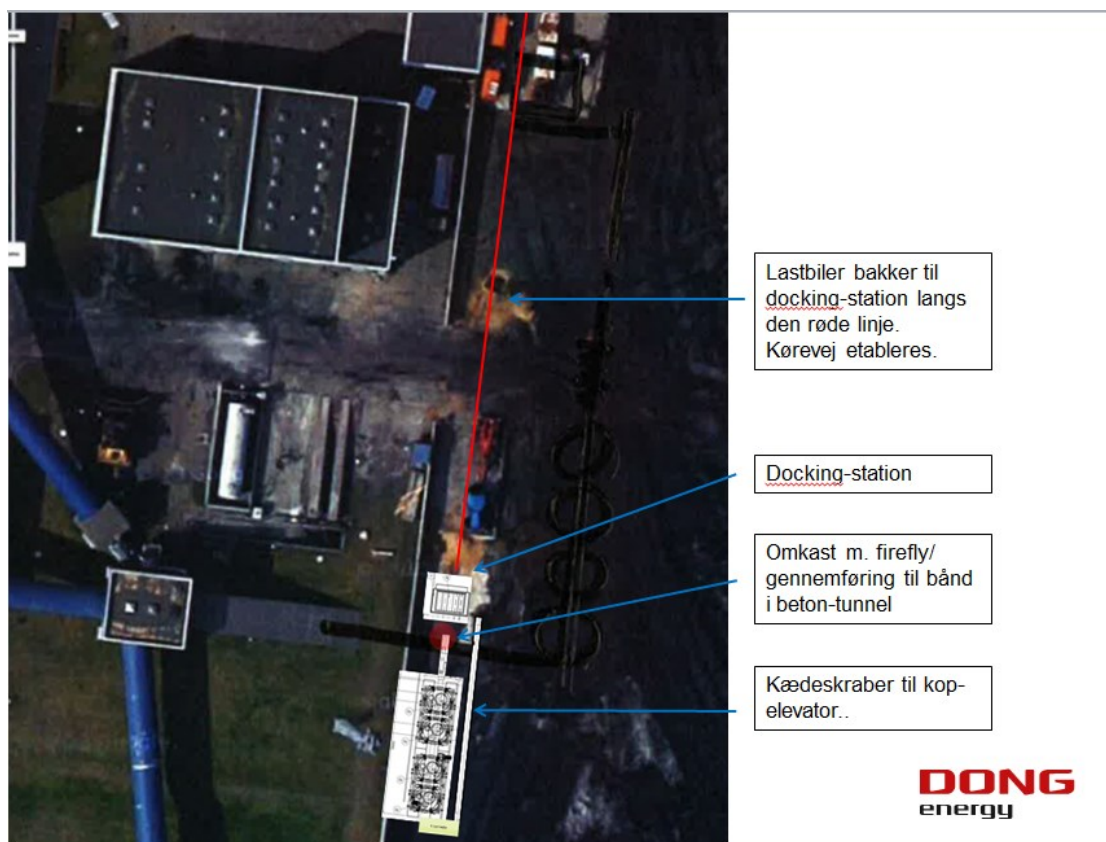 Lastbiler bakker til
docking-station langs
den røde linje.
Kørevej etableres.
Docking-station
Omkast m. firefly/
gennemføring til bånd
i beton-tunnel
Kædeskraber til kop-
elevator..
DONG
energy